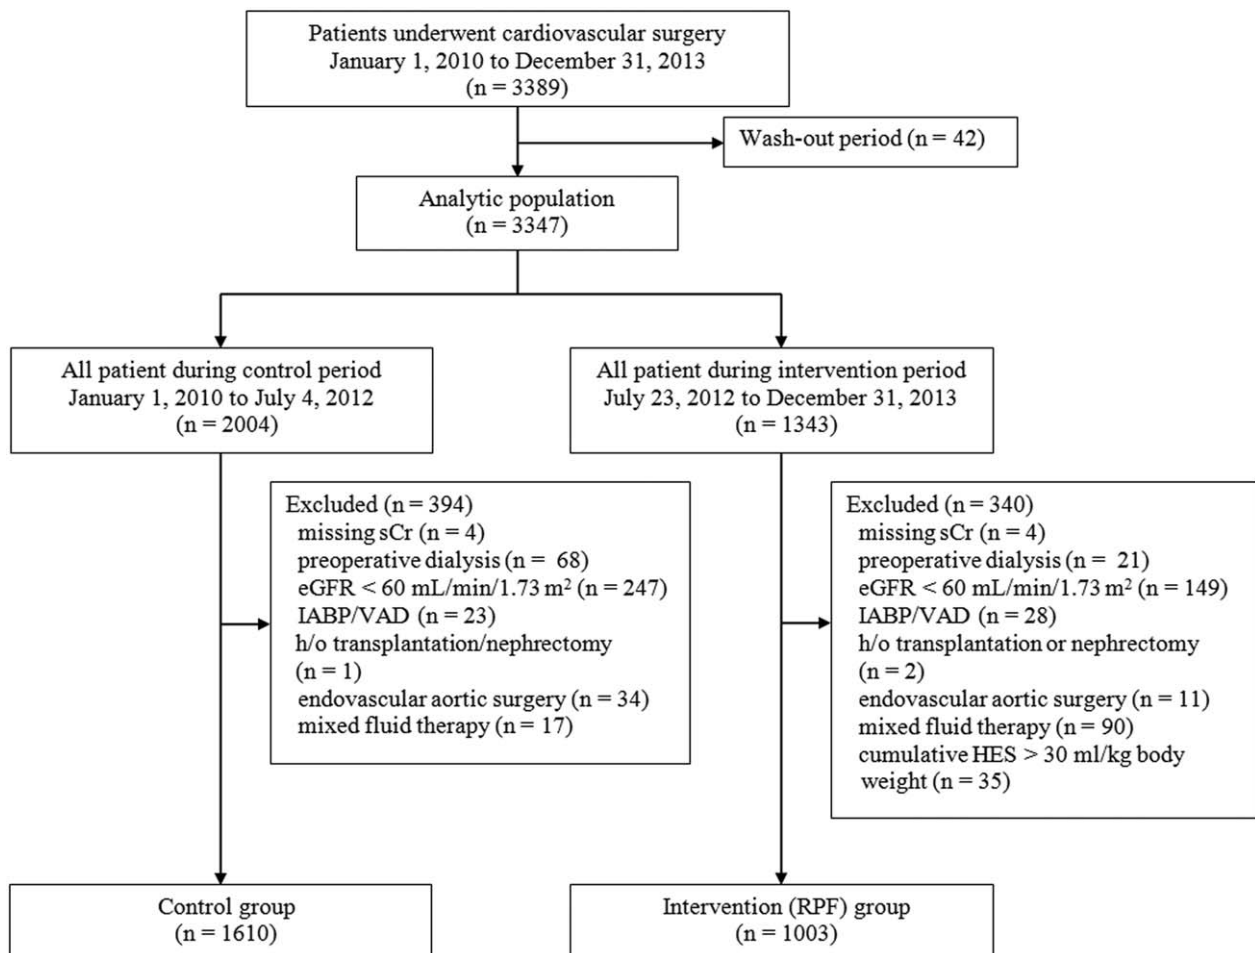 Patients underwent cardiovascular surgery
January 1, 2010 to December 31, 2013
(n = 3389)
Wash-out period (n = 42)
Analytic population
(n = 3347)
All patient during control period
January 1, 2010 to July 4, 2012
(n = 2004)
All patient during intervention period
July 23, 2012 to December 31, 2013
(n = 1343)
Excluded (n = 394)
missing sCr (n = 4)
preoperative dialysis (n = 68)
eGFR < 60 mL/min/1.73 m² (n = 247)
IABP/VAD (n = 23)
h/o transplantation/nephrectomy
(n = 1)
endovascular aortic surgery (n = 34)
mixed fluid therapy (n = 17)
Excluded (n = 340)
missing sCr (n = 4)
preoperative dialysis (n = 21)
eGFR < 60 mL/min/1.73 m² (n = 149)
IABP/VAD (n = 28)
h/o transplantation or nephrectomy
(n = 2)
endovascular aortic surgery (n = 11)
mixed fluid therapy (n = 90)
cumulative HES > 30 ml/kg body
weight (n = 35)
Control group
(n = 1610)
Intervention (RPF) group
(n = 1003)